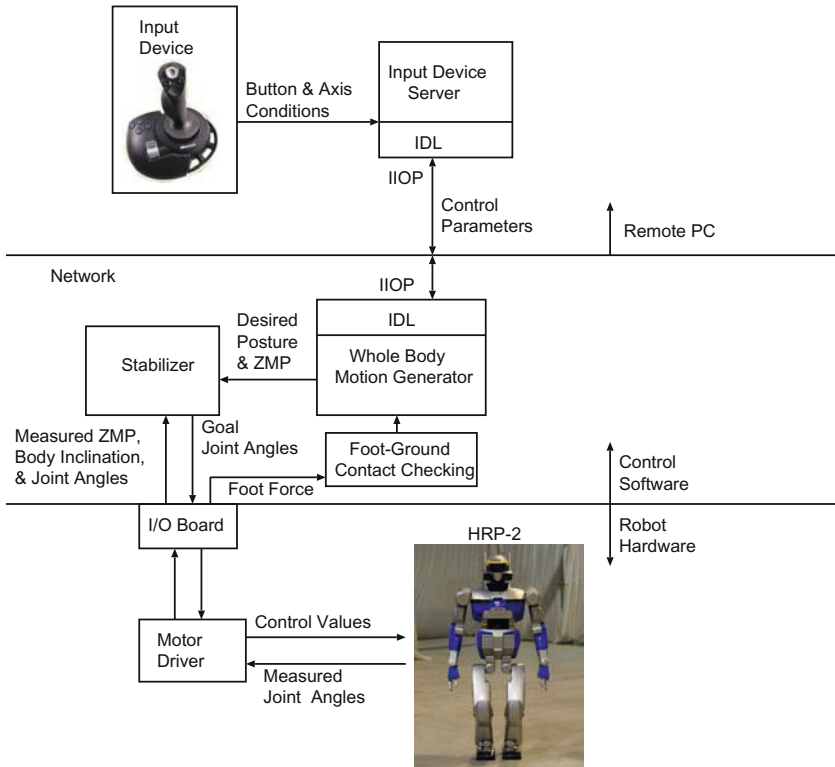 Input
Device
Button & Axis
Conditions
Input Device
Server
IDL
IIOP
Control
Parameters
Remote PC
Network
IIOP
IDL
Whole Body
Motion Generator
Desired
Posture
& ZMP
Stabilizer
Measured ZMP,
Body Inclination,
& Joint Angles
Goal
Joint Angles
Foot-Ground
Contact Checking
Foot Force
Control
Software
I/O Board
Robot
Hardware
HRP-2
Motor
Driver
Control Values
Measured
Joint Angles